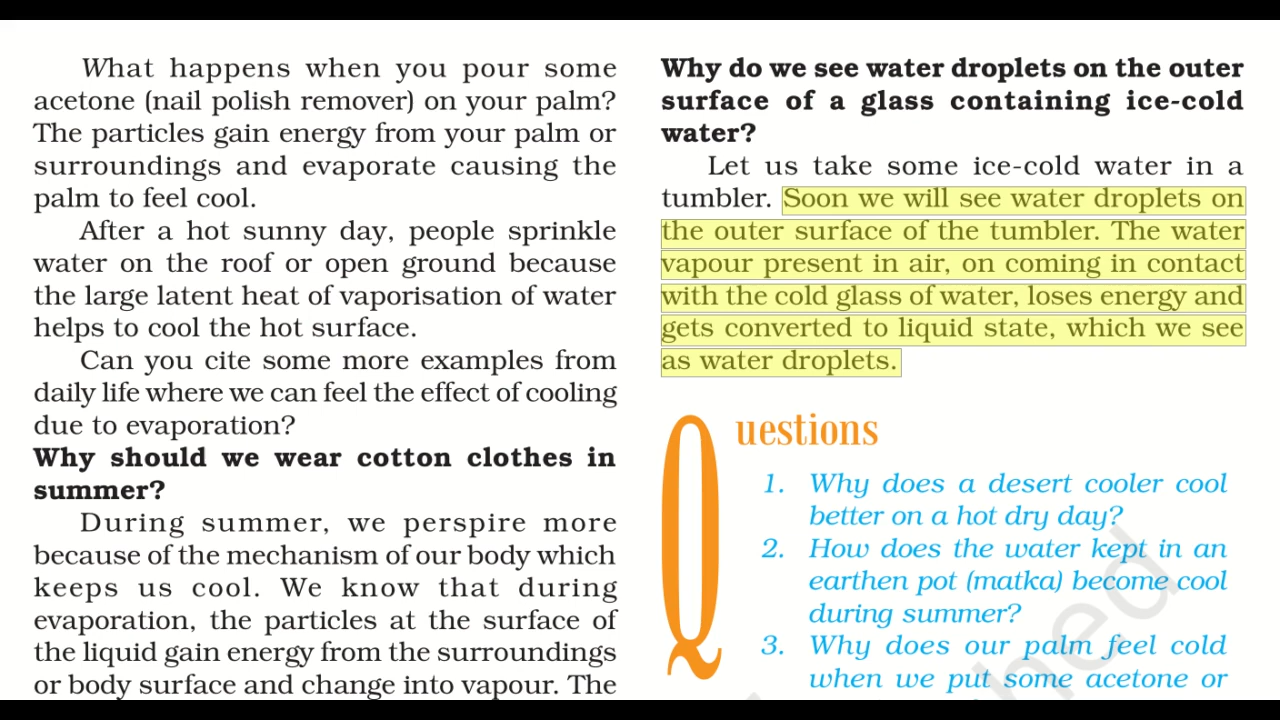 What happens when you pour some
acetone (nail polish remover) on your palm?
The particles gain energy from your palm or
surroundings and evaporate causing the
palm to feel cool.
After a hot sunny day, people sprinkle
water on the roof or open ground because
the large latent heat of vaporisation of water
helps to cool the hot surface.
Can you cite some more examples from
daily life where we can feel the effect of cooling
due to evaporation?
Why should we wear cotton clothes in
summer?
During summer, we perspire more
because of the mechanism of our body which
keeps us cool. We know that during
evaporation, the particles at the surface of
the liquid gain energy from the surroundings
or body surface and change into vapour. The
Why do we see water droplets on the outer
surface of a glass containing ice-cold
water?
Let us take some ice-cold water in a
tumbler. Soon we will see water droplets on
the outer surface of the tumbler. The water
vapour present in air, on coming in contact
with the cold glass of water, loses energy and
gets converted to liquid state, which we see
as water droplets.
Questions
1. Why does a desert cooler cool
better on a hot dry day?
2. How does the water kept in an
earthen pot (matka) become cool
during summer?
3. Why does our palm feel cold
when we put some acetone or